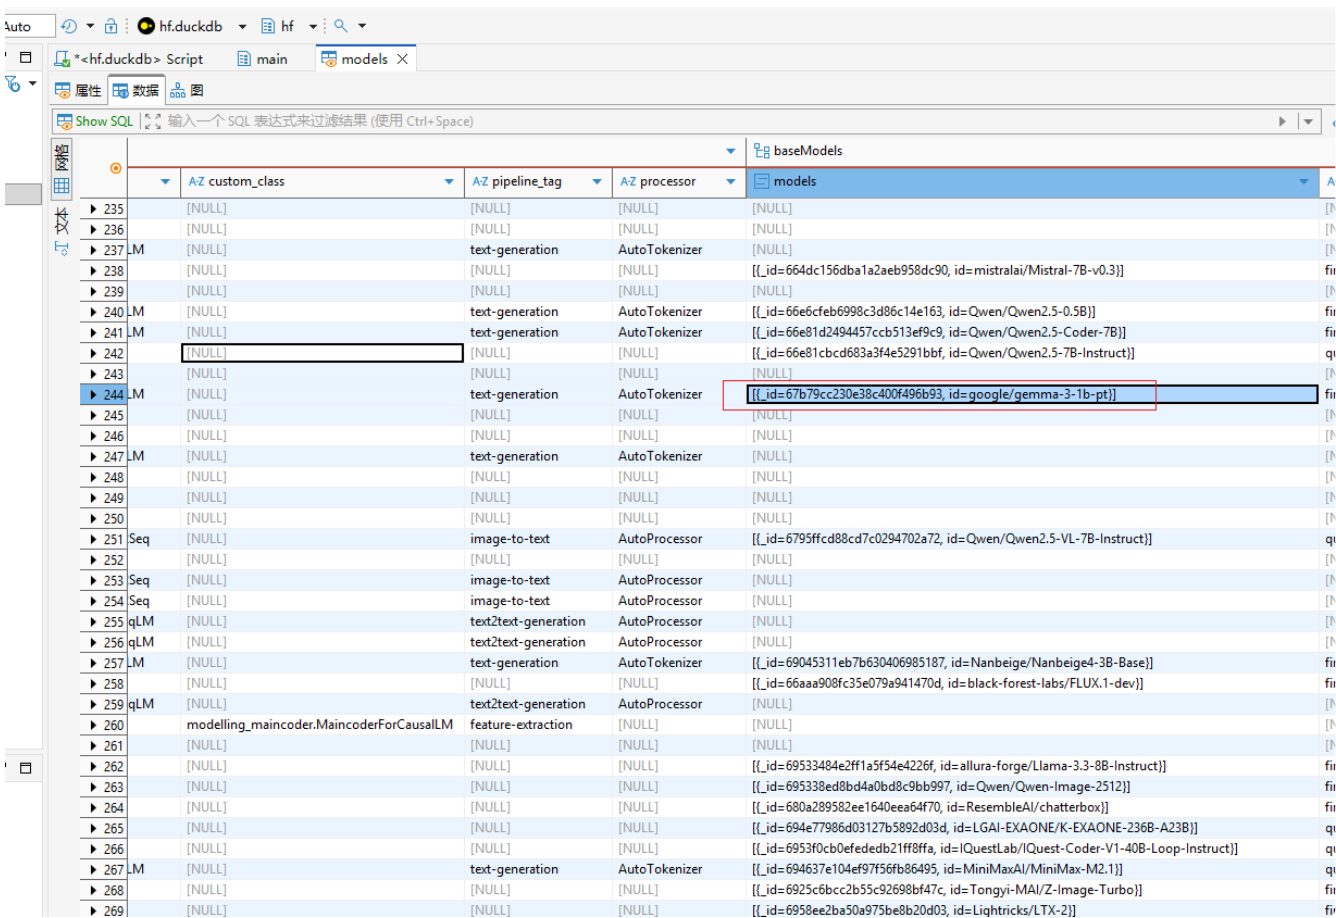 Auto hf.duckdb hf
*<hf.duckdb> Script main models
属性 数据 图
Show SQL 输入一个 SQL 表达式来过滤结果 (使用 Ctrl+Space)
网格
文本
baseModels
A-Z custom_class A-Z pipeline_tag A-Z processor models A
235 [NULL] [NULL] [NULL] [NULL] [N
236 [NULL] [NULL] [NULL] [NULL] [N
237 LM [NULL] text-generation AutoTokenizer [NULL] [N
238 [NULL] [NULL] [NULL] [{_id=664dc156dba1a2aeb958dc90, id=mistralai/Mistral-7B-v0.3}] fi
239 [NULL] [NULL] [NULL] [NULL] [N
240 LM [NULL] text-generation AutoTokenizer [{_id=66e6cfeb6998c3d86c14e163, id=Qwen/Qwen2.5-0.5B}] fi
241 LM [NULL] text-generation AutoTokenizer [{_id=66e81d2494457ccb513ef9c9, id=Qwen/Qwen2.5-Coder-7B}] fi
242 [NULL] [NULL] [NULL] [{_id=66e81cbcd683a3f4e5291bbf, id=Qwen/Qwen2.5-7B-Instruct}] q
243 [NULL] [NULL] [NULL] [NULL] [N
244 LM [NULL] text-generation AutoTokenizer [{_id=67b79cc230e38c400f496b93, id=google/gemma-3-1b-pt}] fi
245 [NULL] [NULL] [NULL] [NULL] [N
246 [NULL] [NULL] [NULL] [NULL] [N
247 LM [NULL] text-generation AutoTokenizer [NULL] [N
248 [NULL] [NULL] [NULL] [NULL] [N
249 [NULL] [NULL] [NULL] [NULL] [N
250 [NULL] [NULL] [NULL] [NULL] [N
251 Seq [NULL] image-to-text AutoProcessor [{_id=6795ffcd88cd7c0294702a72, id=Qwen/Qwen2.5-VL-7B-Instruct}] q
252 [NULL] [NULL] [NULL] [NULL] [N
253 Seq [NULL] image-to-text AutoProcessor [NULL] [N
254 Seq [NULL] image-to-text AutoProcessor [NULL] [N
255 qLM [NULL] text2text-generation AutoProcessor [NULL] [N
256 qLM [NULL] text2text-generation AutoProcessor [NULL] [N
257 LM [NULL] text-generation AutoTokenizer [{_id=69045311eb7b630406985187, id=Nanbeige/Nanbeige4-3B-Base}] fi
258 [NULL] [NULL] [NULL] [{_id=66aaa908fc35e079a941470d, id=black-forest-labs/FLUX.1-dev}] fi
259 qLM [NULL] text2text-generation AutoProcessor [NULL] [N
260 modelling_maincoder.MaincoderForCausalLM feature-extraction [NULL] [NULL] [N
261 [NULL] [NULL] [NULL] [NULL] [N
262 [NULL] [NULL] [NULL] [{_id=69533484e2ff1a5f54e4226f, id=allura-forge/Llama-3.3-8B-Instruct}] fi
263 [NULL] [NULL] [NULL] [{_id=695338ed8bd4a0bd8c9bb997, id=Qwen/Qwen-Image-2512}] fi
264 [NULL] [NULL] [NULL] [{_id=680a289582ee1640eea64f70, id=ResembleAI/chatterbox}] fi
265 [NULL] [NULL] [NULL] [{_id=694e77986d03127b5892d03d, id=LGAI-EXAONE/K-EXAONE-236B-A23B}] q
266 [NULL] [NULL] [NULL] [{_id=6953f0cb0efededb21ff8ffa, id=IQuestLab/IQuest-Coder-V1-40B-Loop-Instruct}] q
267 LM [NULL] text-generation AutoTokenizer [{_id=694637e104ef97f56fb86495, id=MiniMaxAI/MiniMax-M2.1}] q
268 [NULL] [NULL] [NULL] [{_id=6925c6bcc2b55c92698bf47c, id=Tongyi-MAI/Z-Image-Turbo}] fi
269 [NULL] [NULL] [NULL] [{_id=6958ee2ba50a975be8b20d03, id=Lightricks/LTX-2}] fi